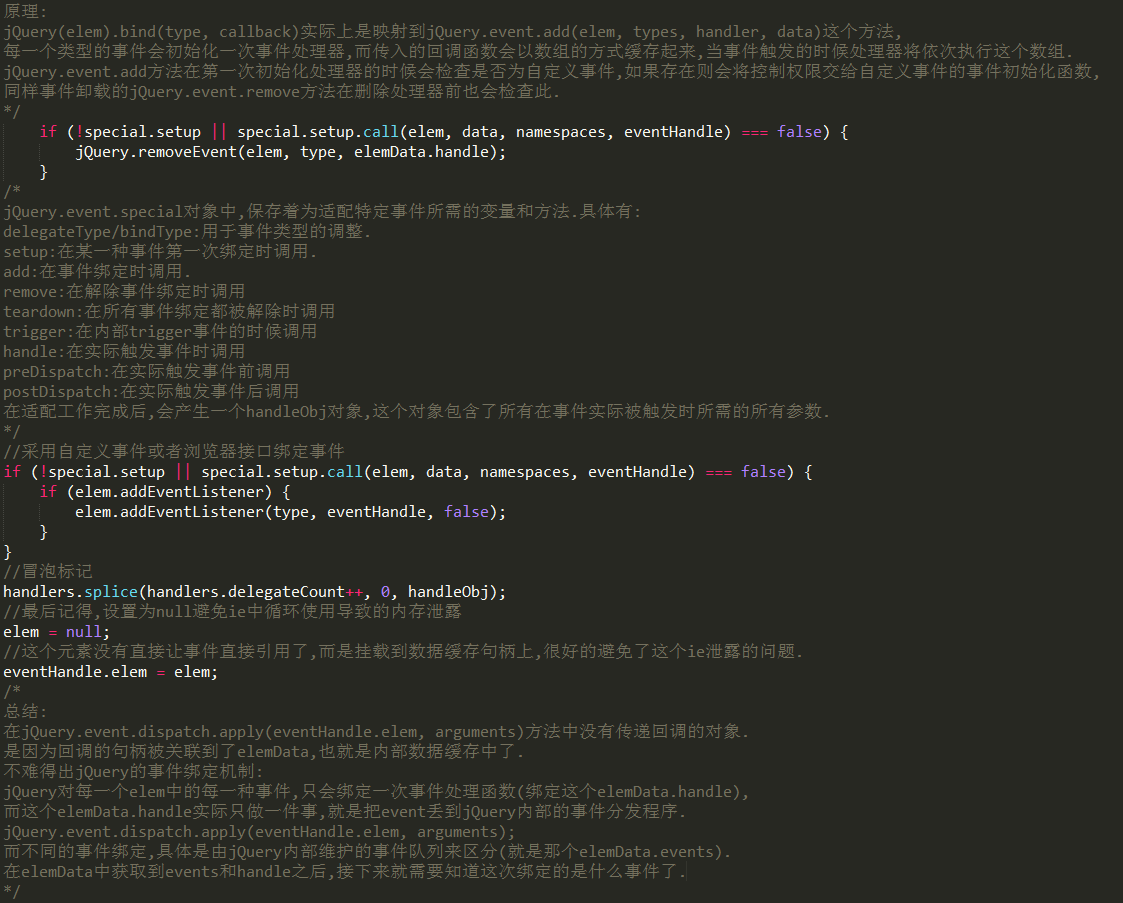 原理:
jQuery(elem).bind(type, callback)实际上是映射到jQuery.event.add(elem, types, handler, data)这个方法,
每一个类型的事件会初始化一次事件处理器,而传入的回调函数会以数组的方式缓存起来,当事件触发的时候处理器将依次执行这个数组.
jQuery.event.add方法在第一次初始化处理器的时候会检查是否为自定义事件,如果存在则会将控制权限交给自定义事件的事件初始化函数,
同样事件卸载的jQuery.event.remove方法在删除处理器前也会检查此.
*/
    if (!special.setup || special.setup.call(elem, data, namespaces, eventHandle) === false) {
        jQuery.removeEvent(elem, type, elemData.handle);
    }
/*
jQuery.event.special对象中,保存着为适配特定事件所需的变量和方法.具体有:
delegateType/bindType:用于事件类型的调整.
setup:在某一种事件第一次绑定时调用.
add:在事件绑定时调用.
remove:在解除事件绑定时调用
teardown:在所有事件绑定都被解除时调用
trigger:在内部trigger事件的时候调用
handle:在实际触发事件时调用
preDispatch:在实际触发事件前调用
postDispatch:在实际触发事件后调用
在适配工作完成后,会产生一个handleObj对象,这个对象包含了所有在事件实际被触发时所需的所有参数.
*/
//采用自定义事件或者浏览器接口绑定事件
if (!special.setup || special.setup.call(elem, data, namespaces, eventHandle) === false) {
    if (elem.addEventListener) {
        elem.addEventListener(type, eventHandle, false);
    }
}
//冒泡标记
handlers.splice(handlers.delegateCount++, 0, handleObj);
//最后记得,设置为null避免ie中循环使用导致的内存泄露
elem = null;
//这个元素没有直接让事件直接引用了,而是挂载到数据缓存句柄上,很好的避免了这个ie泄露的问题.
eventHandle.elem = elem;
/*
总结:
在jQuery.event.dispatch.apply(eventHandle.elem, arguments)方法中没有传递回调的对象.
是因为回调的句柄被关联到了elemData,也就是内部数据缓存中了.
不难得出jQuery的事件绑定机制:
jQuery对每一个elem中的每一种事件,只会绑定一次事件处理函数(绑定这个elemData.handle),
而这个elemData.handle实际只做一件事,就是把event丢到jQuery内部的事件分发程序.
jQuery.event.dispatch.apply(eventHandle.elem, arguments);
而不同的事件绑定,具体是由jQuery内部维护的事件队列来区分(就是那个elemData.events).
在elemData中获取到events和handle之后,接下来就需要知道这次绑定的是什么事件了.
*/